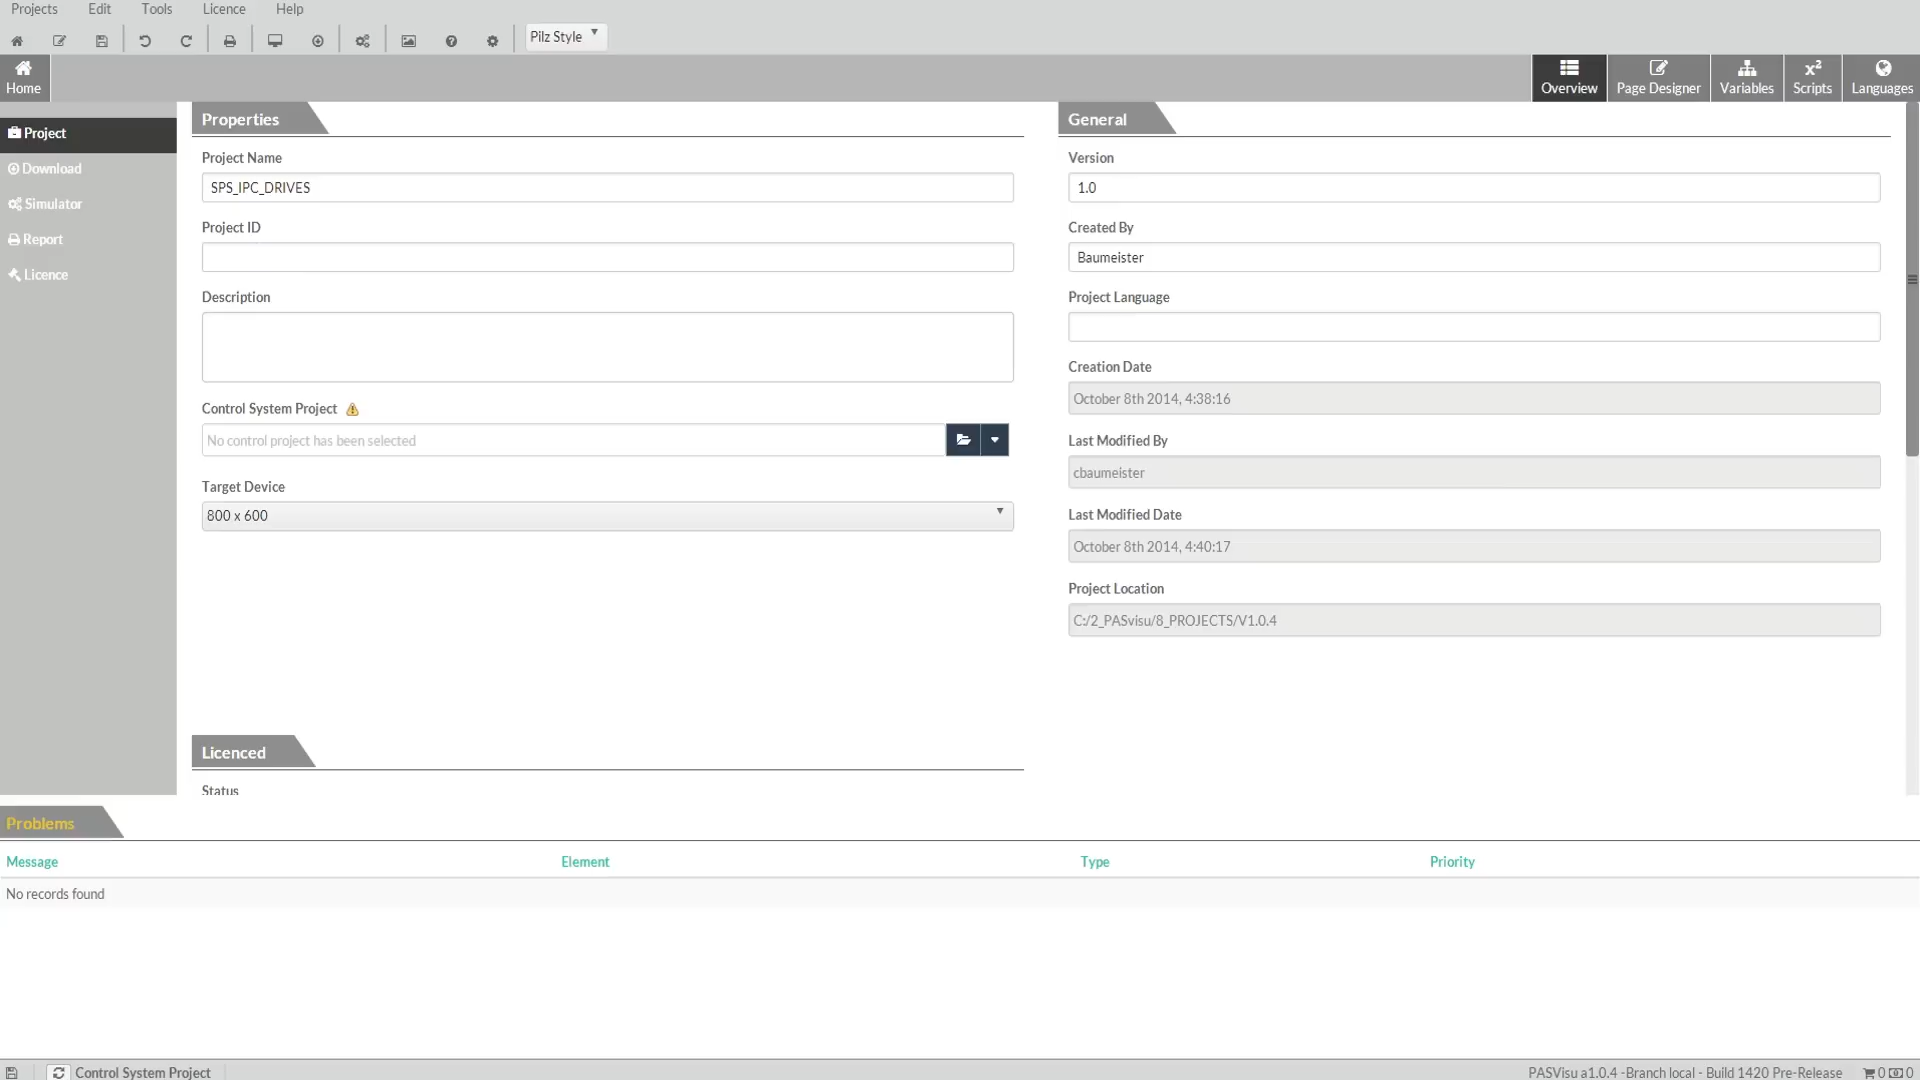 Projects Edit Tools Licence Help
Pilz Style
Home
Overview Page Designer Variables x² Scripts Languages
Project
Download
Simulator
Report
Licence
Properties
Project Name
SPS_IPC_DRIVES
Project ID
Description
Control System Project
No control project has been selected
Target Device
800 x 600
General
Version
1.0
Created By
Baumeister
Project Language
Creation Date
October 8th 2014, 4:38:16
Last Modified By
cbaumeister
Last Modified Date
October 8th 2014, 4:40:17
Project Location
C:/2_PASvisu/8_PROJECTS/V1.0.4
Licenced
Status
Problems
Message Element Type Priority
No records found
Control System Project
PASVisu a1.0.4 -Branch local - Build 1420 Pre-Release 0 0